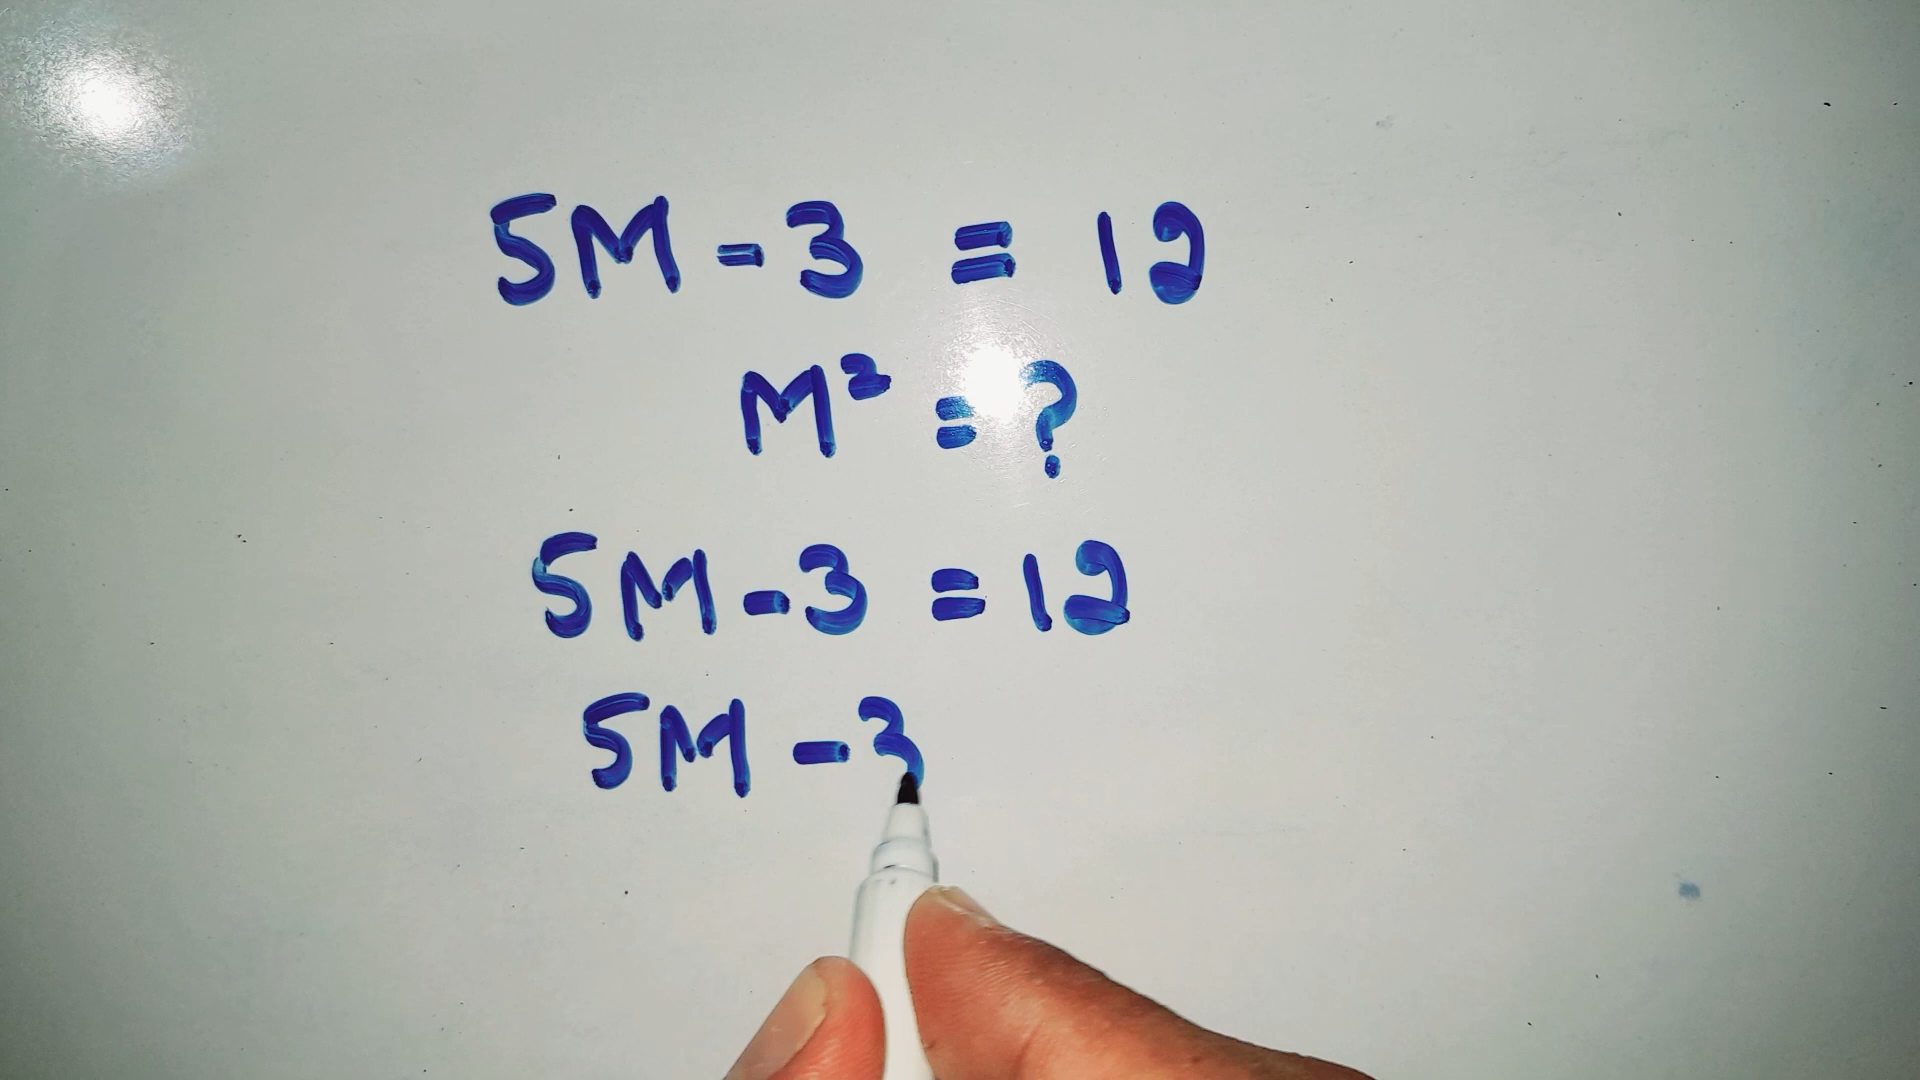 5M - 3 = 12
M² = ?
5M - 3 = 12
5M - 3